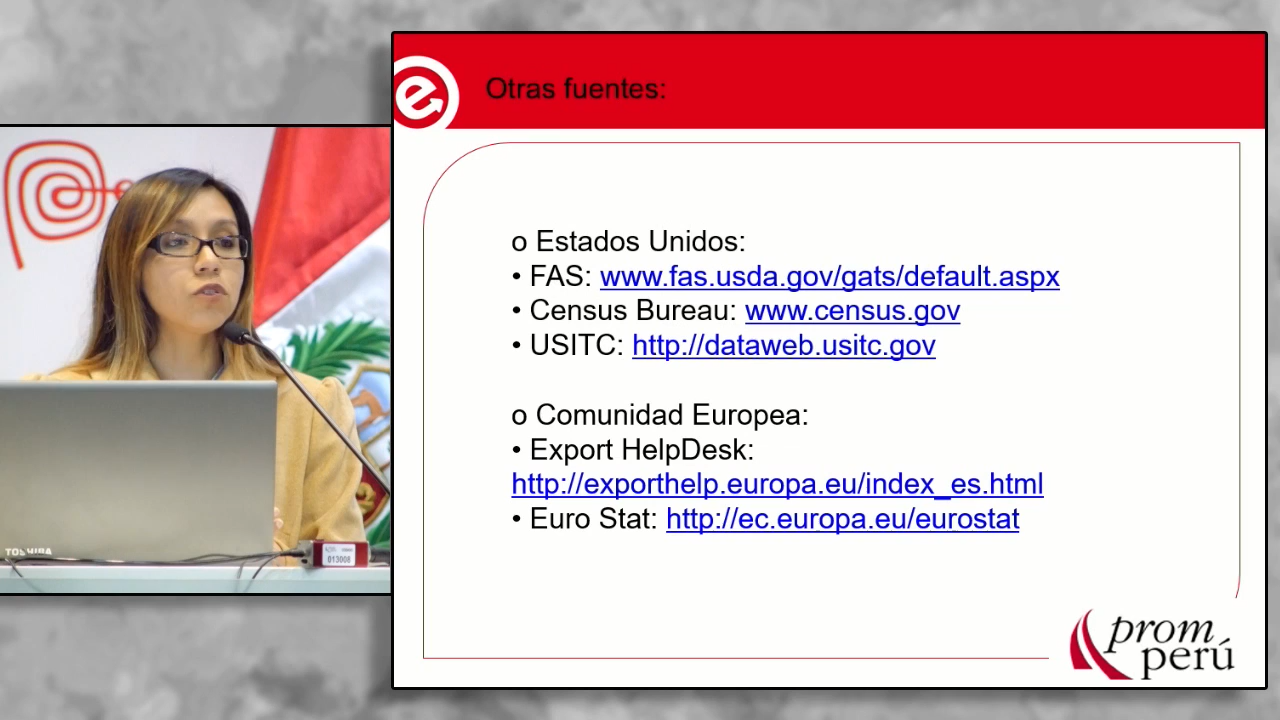 Otras fuentes:
o Estados Unidos:
• FAS: www.fas.usda.gov/gats/default.aspx
• Census Bureau: www.census.gov
• USITC: http://dataweb.usitc.gov
o Comunidad Europea:
• Export HelpDesk:
http://exporthelp.europa.eu/index_es.html
• Euro Stat: http://ec.europa.eu/eurostat
prom
perú
TOSHIBA
013008